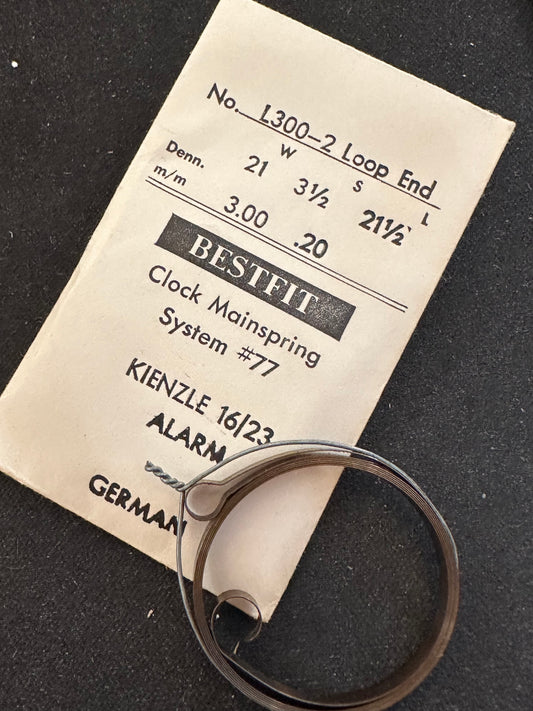 No. L300-2 Loop End
W S L
Denn. 21 3½ 21½'
m/m 3.00 .20
BESTFIT
Clock Mainspring
System #77
KIENZLE 16/23
ALARM
GERMAN